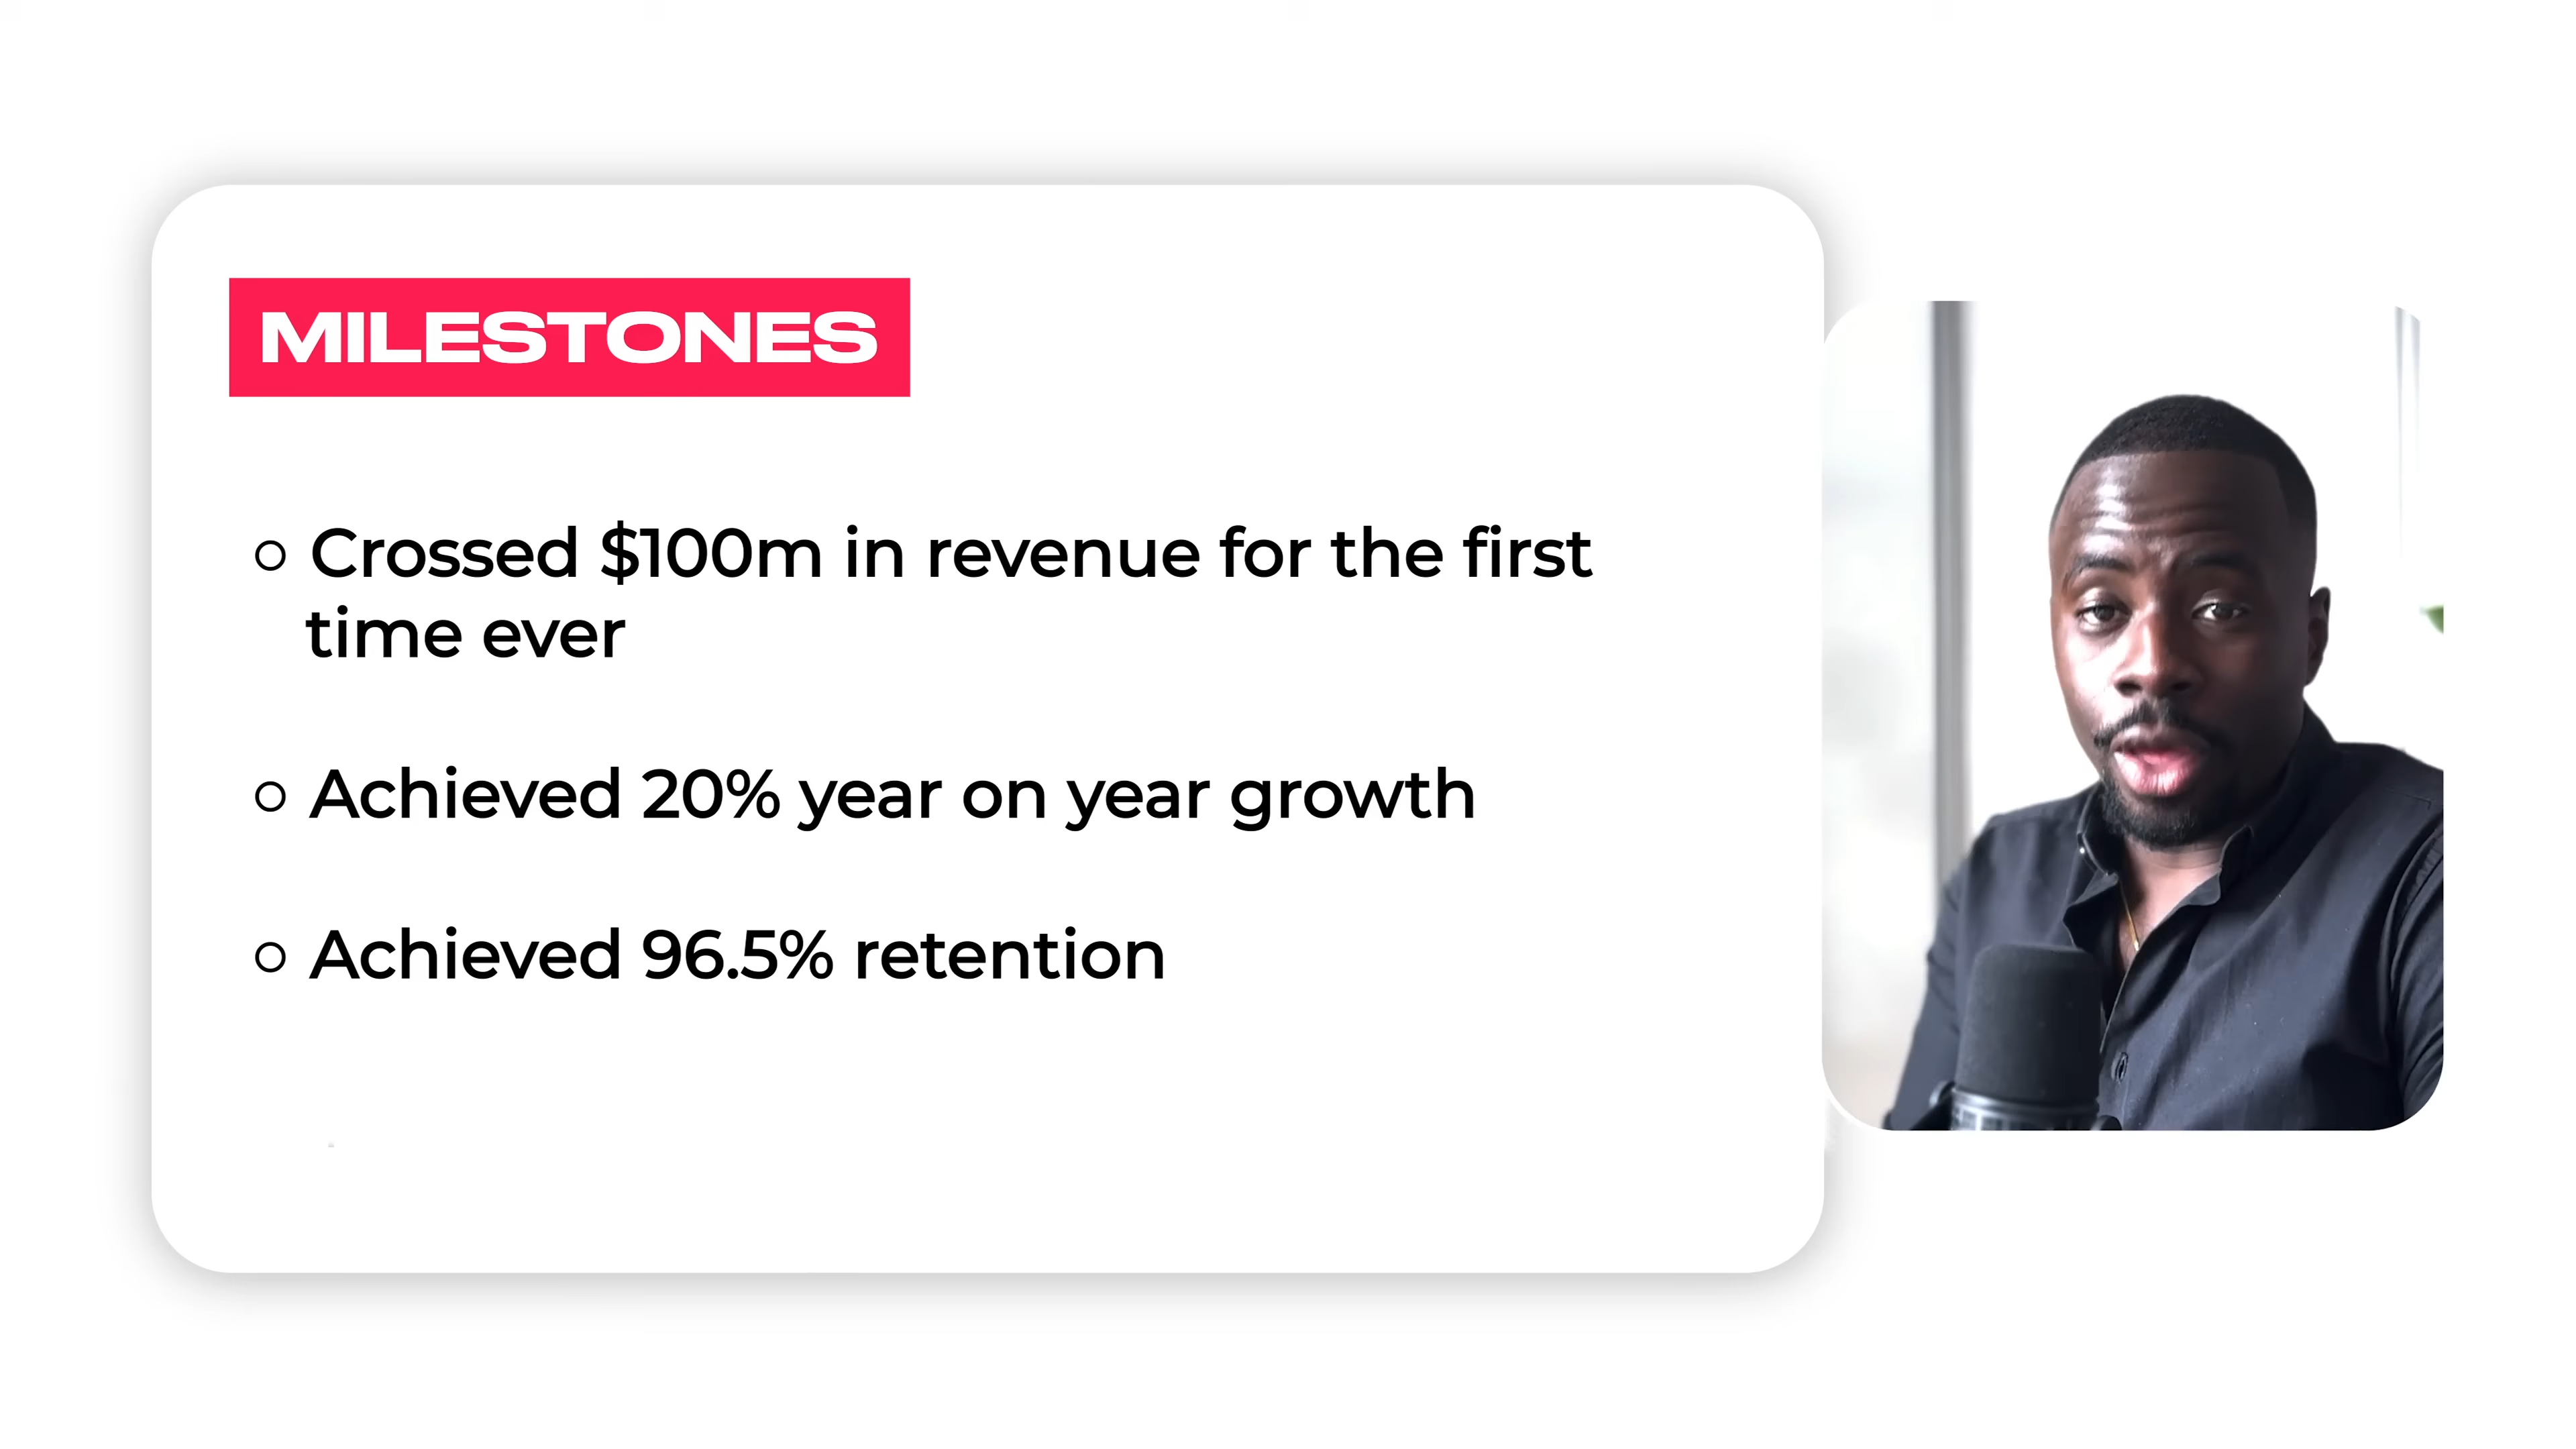 MILESTONES
○ Crossed $100m in revenue for the first
time ever
○ Achieved 20% year on year growth
○ Achieved 96.5% retention